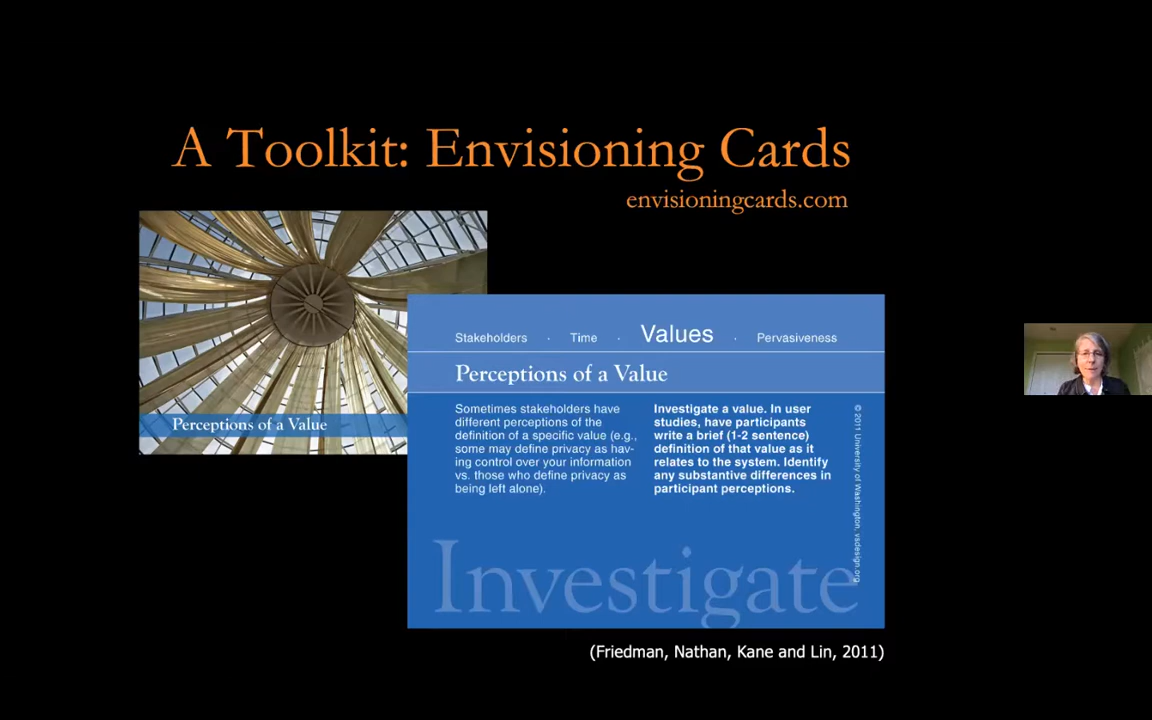 A Toolkit: Envisioning Cards
envisioningcards.com
Perceptions of a Value
Stakeholders · Time · Values · Pervasiveness
Perceptions of a Value
Sometimes stakeholders have
different perceptions of the
definition of a specific value (e.g.,
some may define privacy as hav-
ing control over your information
vs. those who define privacy as
being left alone).
Investigate a value. In user
studies, have participants
write a brief (1-2 sentence)
definition of that value as it
relates to the system. Identify
any substantive differences in
participant perceptions.
© 2011 University of Washington, vsdesign.org
Investigate
(Friedman, Nathan, Kane and Lin, 2011)